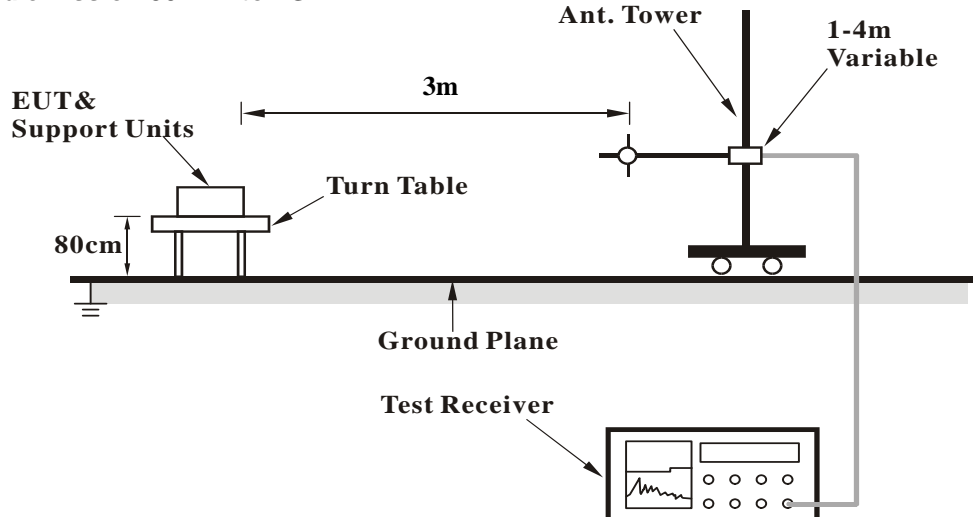 Ant. Tower
1-4m
Variable
3m
EUT&
Support Units
Turn Table
80cm
Ground Plane
Test Receiver